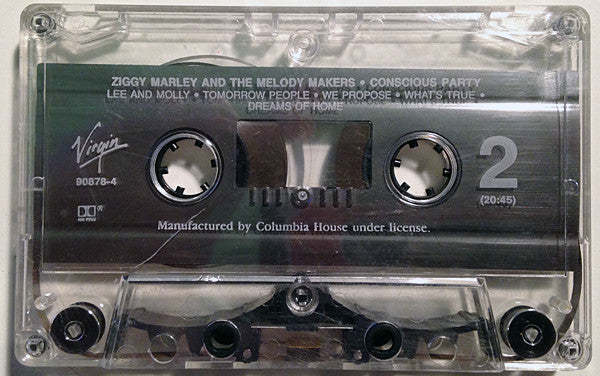 ZIGGY MARLEY AND THE MELODY MAKERS • CONSCIOUS PARTY
LEE AND MOLLY • TOMORROW PEOPLE • WE PROPOSE • WHAT'S TRUE •
DREAMS OF HOME
Virgin
90878-4
2
(20:45)
Manufactured by Columbia House under license.